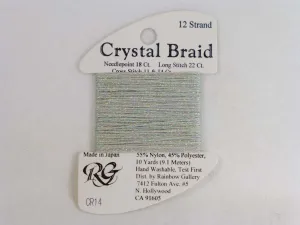 12 Strand
Crystal Braid
Needlepoint 18 Ct. Long Stitch 22 Ct.
Cross Stitch 11 & 14 Ct.
Made in Japan
55% Nylon, 45% Polyester,
10 Yards (9.1 Meters)
Hand Washable, Test First
Dist. by Rainbow Gallery
7412 Fulton Ave. #5
N. Hollywood
CA 91605
RG
CR14